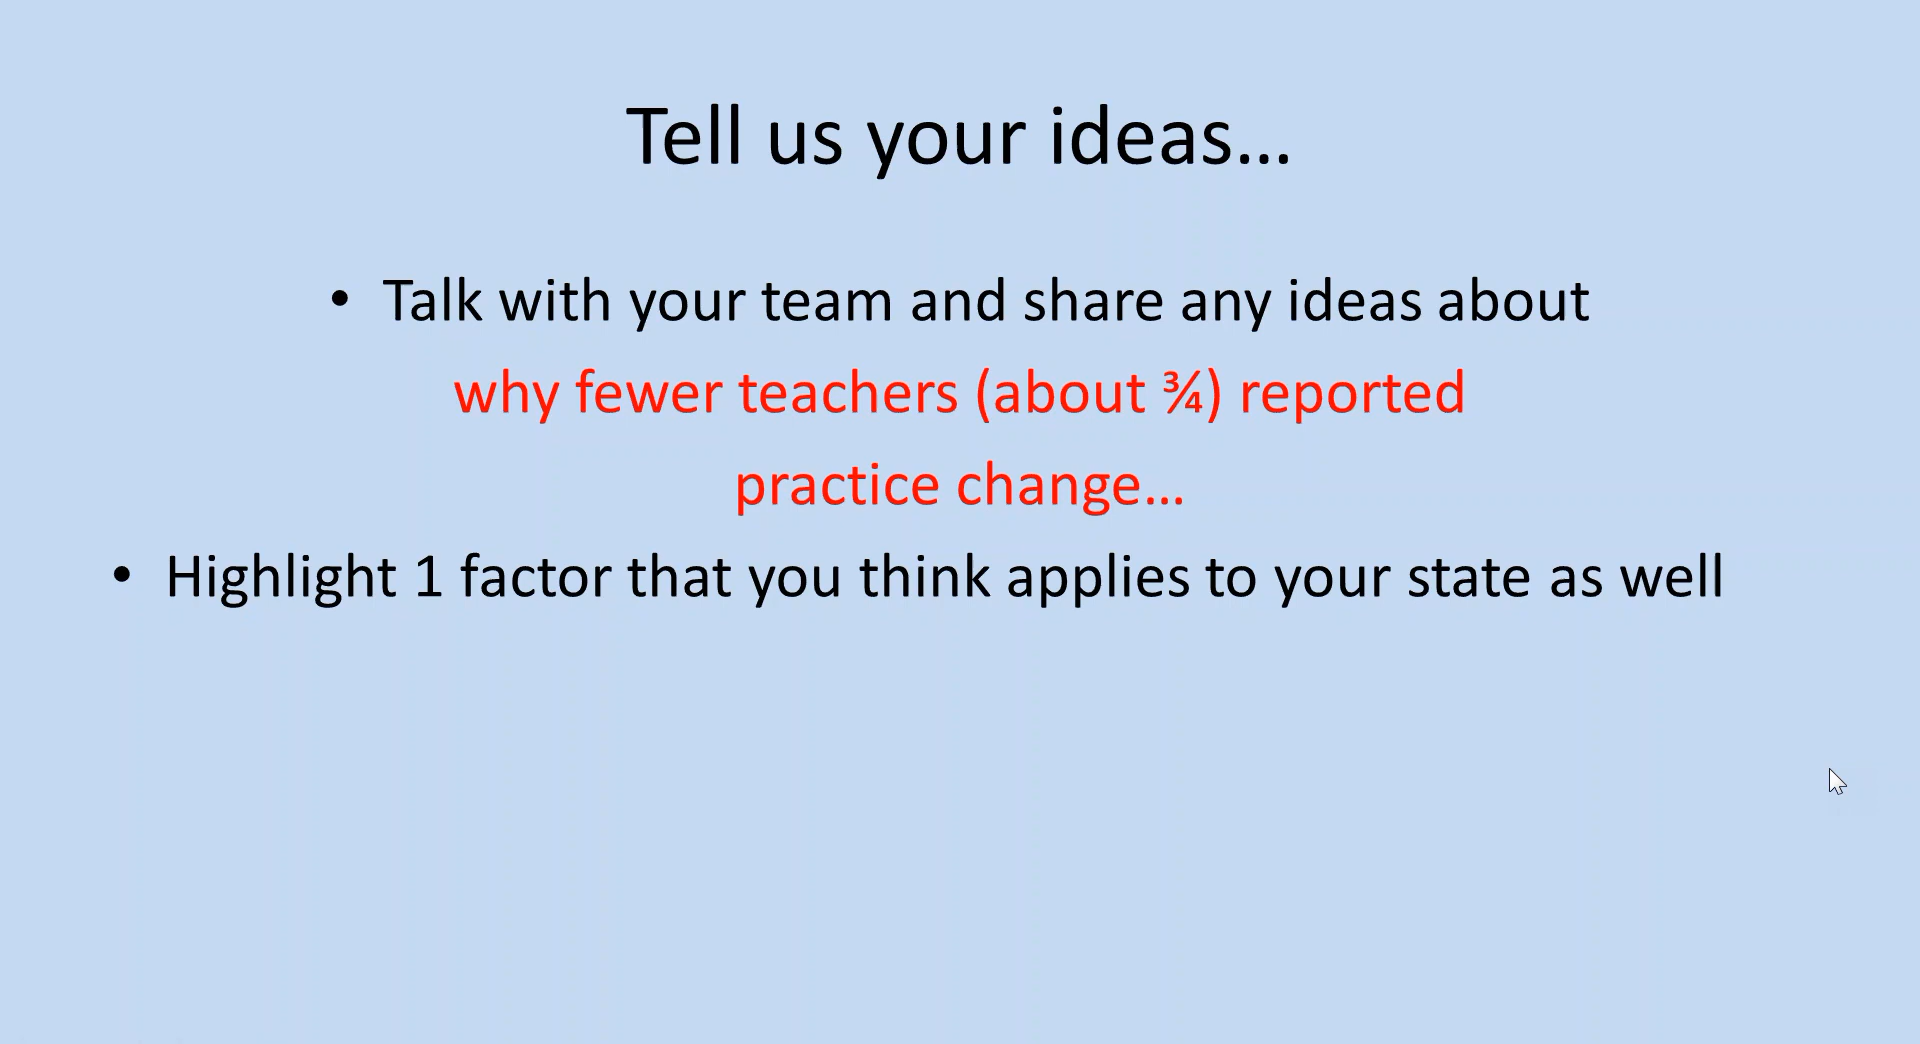 Tell us your ideas…
• Talk with your team and share any ideas about
why fewer teachers (about ¾) reported
practice change…
• Highlight 1 factor that you think applies to your state as well